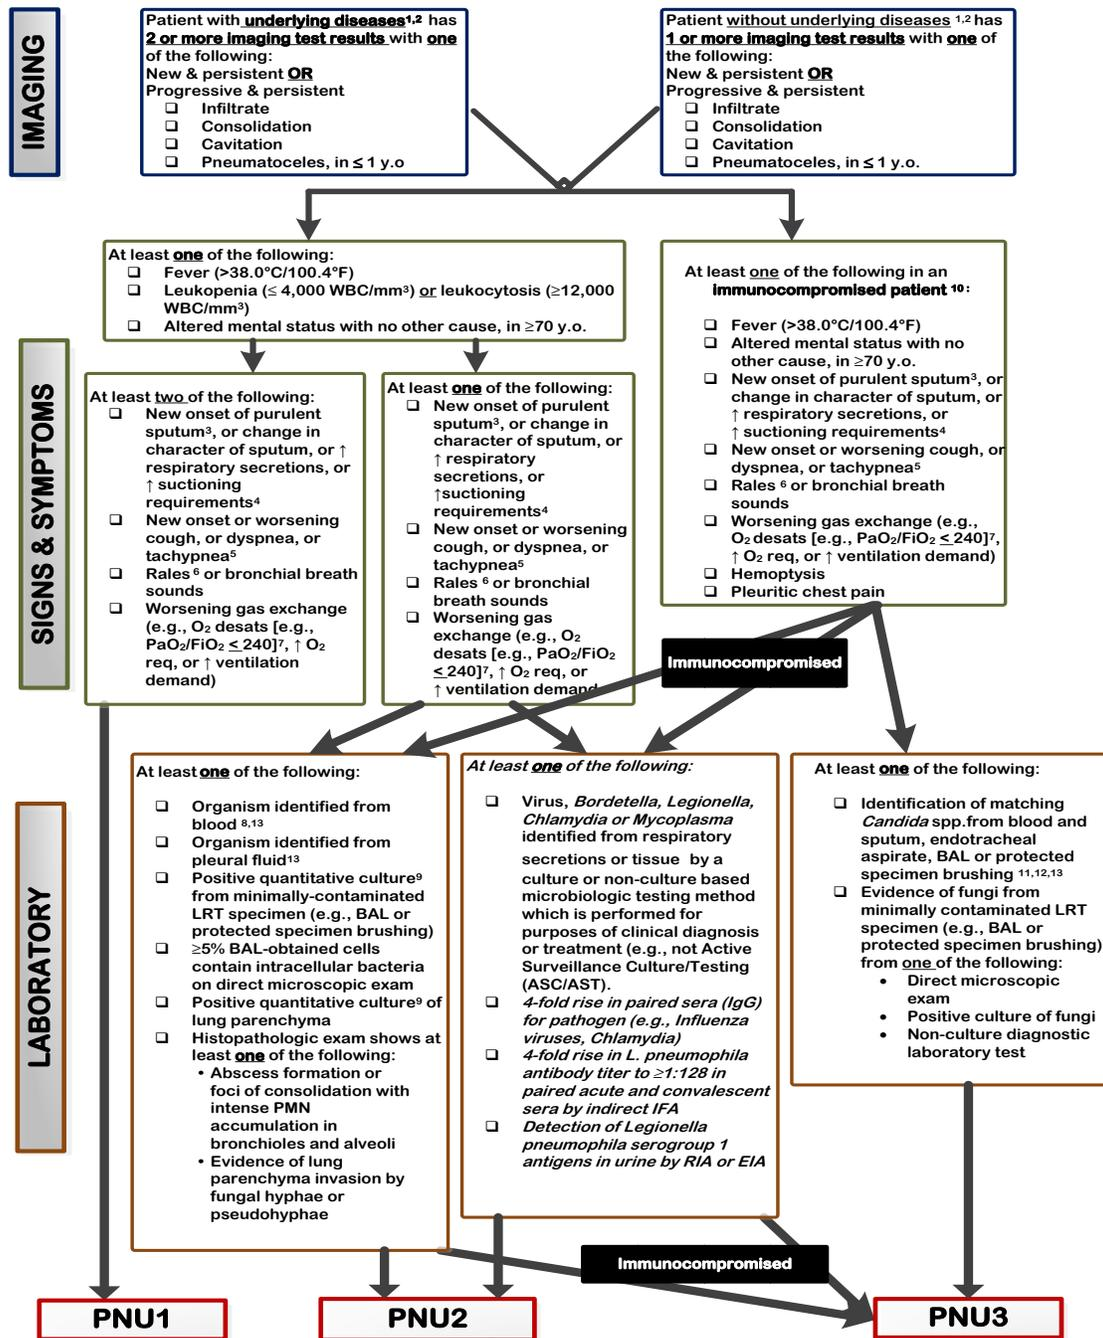 IMAGING
Patient with underlying diseases1,2 has
2 or more imaging test results with one
of the following:
New & persistent OR
Progressive & persistent
❑ Infiltrate
❑ Consolidation
❑ Cavitation
❑ Pneumatoceles, in ≤ 1 y.o
Patient without underlying diseases 1,2 has
1 or more imaging test results with one of
the following:
New & persistent OR
Progressive & persistent
❑ Infiltrate
❑ Consolidation
❑ Cavitation
❑ Pneumatoceles, in ≤ 1 y.o.
SIGNS & SYMPTOMS
At least one of the following:
❑ Fever (>38.0°C/100.4°F)
❑ Leukopenia (≤ 4,000 WBC/mm³) or leukocytosis (≥12,000
WBC/mm³)
❑ Altered mental status with no other cause, in ≥70 y.o.
At least two of the following:
❑ New onset of purulent
sputum³, or change in
character of sputum, or ↑
respiratory secretions, or
↑ suctioning
requirements⁴
❑ New onset or worsening
cough, or dyspnea, or
tachypnea⁵
❑ Rales ⁶ or bronchial breath
sounds
❑ Worsening gas exchange
(e.g., O₂ desats [e.g.,
PaO₂/FiO₂ < 240]⁷, ↑ O₂
req, or ↑ ventilation
demand)
At least one of the following:
❑ New onset of purulent
sputum³, or change in
character of sputum, or
↑ respiratory
secretions, or
↑suctioning
requirements⁴
❑ New onset or worsening
cough, or dyspnea, or
tachypnea⁵
❑ Rales ⁶ or bronchial
breath sounds
❑ Worsening gas
exchange (e.g., O₂
desats [e.g., PaO₂/FiO₂
< 240]⁷, ↑ O₂ req, or
↑ ventilation demand
At least one of the following in an
immunocompromised patient ¹⁰ :
❑ Fever (>38.0°C/100.4°F)
❑ Altered mental status with no
other cause, in ≥70 y.o.
❑ New onset of purulent sputum³, or
change in character of sputum, or
↑ respiratory secretions, or
↑ suctioning requirements⁴
❑ New onset or worsening cough, or
dyspnea, or tachypnea⁵
❑ Rales ⁶ or bronchial breath
sounds
❑ Worsening gas exchange (e.g.,
O₂ desats [e.g., PaO₂/FiO₂ < 240]⁷,
↑ O₂ req, or ↑ ventilation demand)
❑ Hemoptysis
❑ Pleuritic chest pain
Immunocompromised
LABORATORY
At least one of the following:
❑ Organism identified from
blood 8,13
❑ Organism identified from
pleural fluid¹³
❑ Positive quantitative culture⁹
from minimally-contaminated
LRT specimen (e.g., BAL or
protected specimen brushing)
❑ ≥5% BAL-obtained cells
contain intracellular bacteria
on direct microscopic exam
❑ Positive quantitative culture⁹ of
lung parenchyma
❑ Histopathologic exam shows at
least one of the following:
• Abscess formation or
foci of consolidation with
intense PMN
accumulation in
bronchioles and alveoli
• Evidence of lung
parenchyma invasion by
fungal hyphae or
pseudohyphae
At least one of the following:
❑ Virus, Bordetella, Legionella,
Chlamydia or Mycoplasma
identified from respiratory
secretions or tissue by a
culture or non-culture based
microbiologic testing method
which is performed for
purposes of clinical diagnosis
or treatment (e.g., not Active
Surveillance Culture/Testing
(ASC/AST).
❑ 4-fold rise in paired sera (IgG)
for pathogen (e.g., Influenza
viruses, Chlamydia)
❑ 4-fold rise in L. pneumophila
antibody titer to ≥1:128 in
paired acute and convalescent
sera by indirect IFA
❑ Detection of Legionella
pneumophila serogroup 1
antigens in urine by RIA or EIA
At least one of the following:
❑ Identification of matching
Candida spp.from blood and
sputum, endotracheal
aspirate, BAL or protected
specimen brushing 11,12,13
❑ Evidence of fungi from
minimally contaminated LRT
specimen (e.g., BAL or
protected specimen brushing)
from one of the following:
• Direct microscopic
exam
• Positive culture of fungi
• Non-culture diagnostic
laboratory test
Immunocompromised
PNU1
PNU2
PNU3